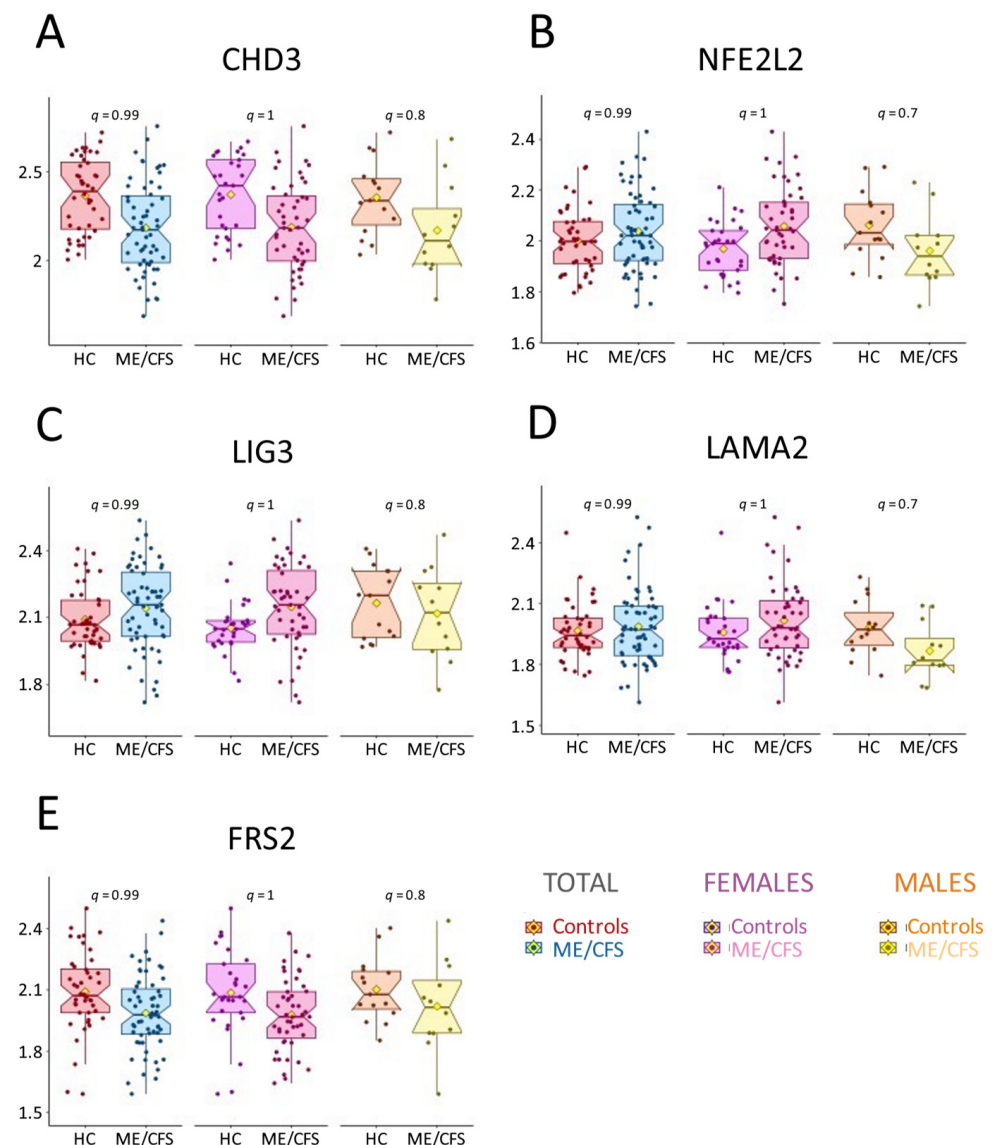 A
CHD3
q = 0.99
q = 1
q = 0.8
2.5
2
HC ME/CFS HC ME/CFS HC ME/CFS
B
NFE2L2
q = 0.99
q = 1
q = 0.7
2.4
2.2
2
1.8
1.6
HC ME/CFS HC ME/CFS HC ME/CFS
C
LIG3
q = 0.99
q = 1
q = 0.8
2.4
2.1
1.8
HC ME/CFS HC ME/CFS HC ME/CFS
D
LAMA2
q = 0.99
q = 1
q = 0.7
2.4
2.1
1.8
1.5
HC ME/CFS HC ME/CFS HC ME/CFS
E
FRS2
q = 0.99
q = 1
q = 0.8
2.4
2.1
1.8
1.5
HC ME/CFS HC ME/CFS HC ME/CFS
TOTAL
Controls
ME/CFS
FEMALES
Controls
ME/CFS
MALES
Controls
ME/CFS